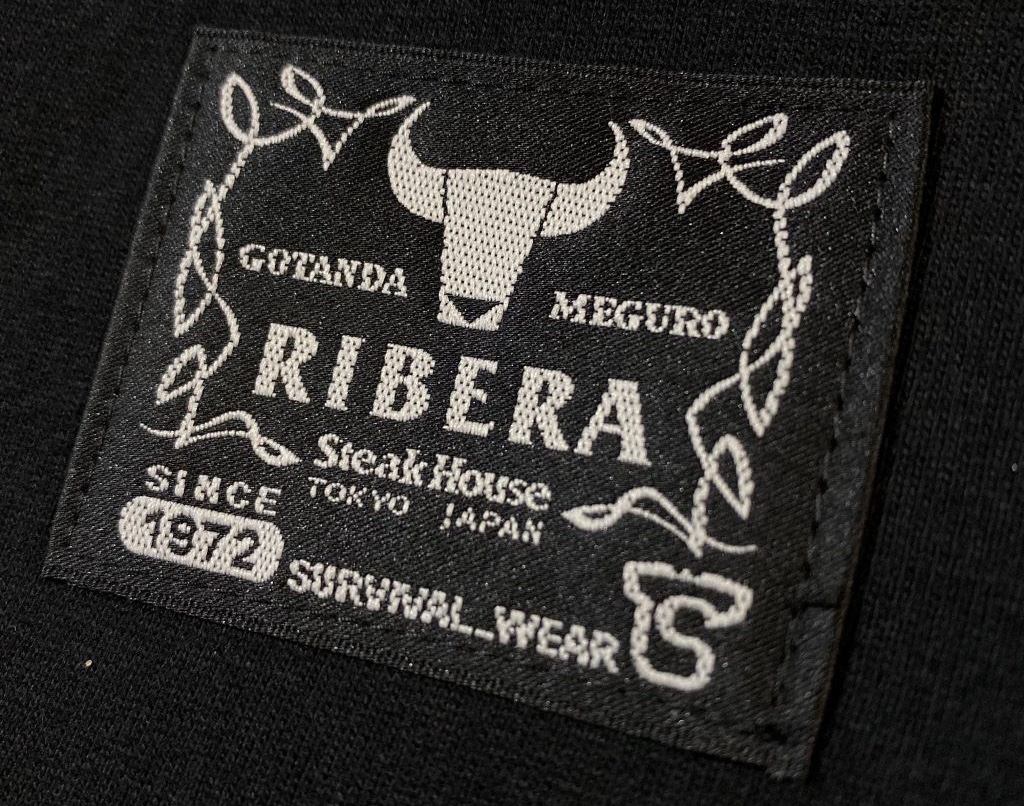 GOTANDA MEGURO
RIBERA
Steak House
TOKYO JAPAN
SINCE
1972
SURVIVAL_WEAR